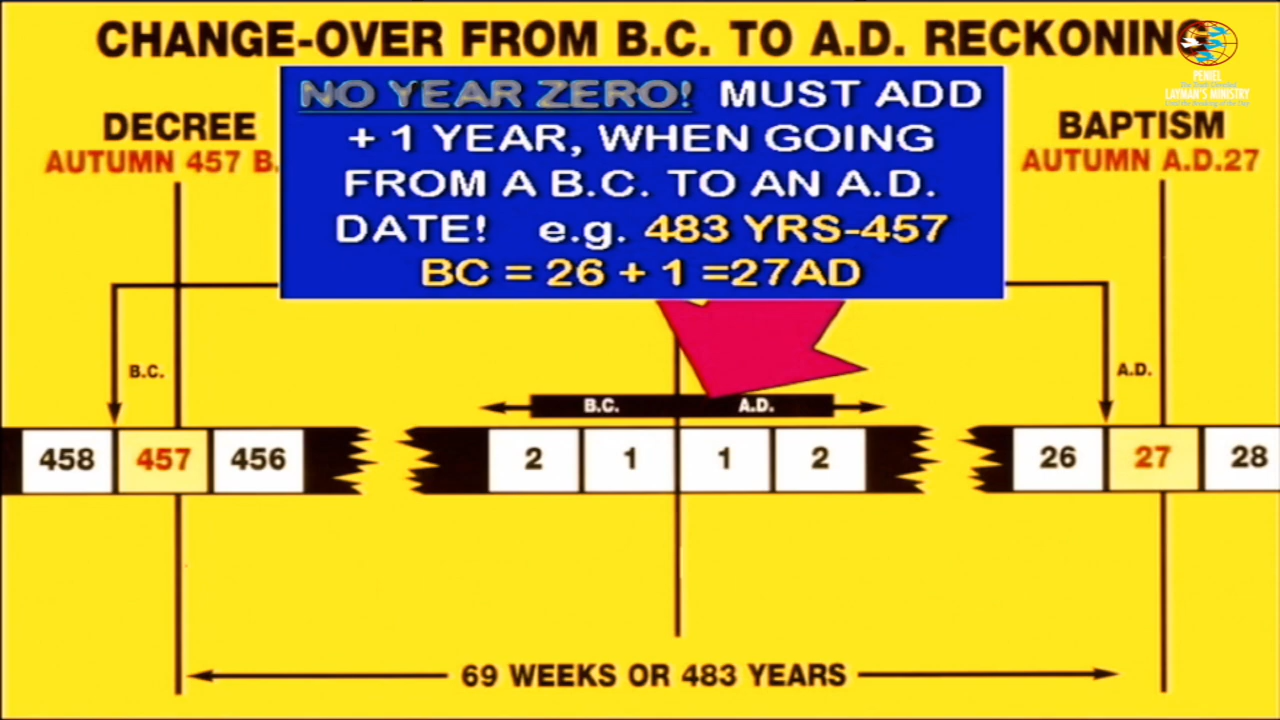 CHANGE-OVER FROM B.C. TO A.D. RECKONING
PENIEL
LAYMAN'S MINISTRY
NO YEAR ZERO! MUST ADD
+ 1 YEAR, WHEN GOING
FROM A B.C. TO AN A.D.
DATE! e.g. 483 YRS-457
BC = 26 + 1 =27AD
DECREE
AUTUMN 457 B.
BAPTISM
AUTUMN A.D.27
B.C.
A.D.
B.C. A.D.
458 457 456 2 1 1 2 26 27 28
69 WEEKS OR 483 YEARS